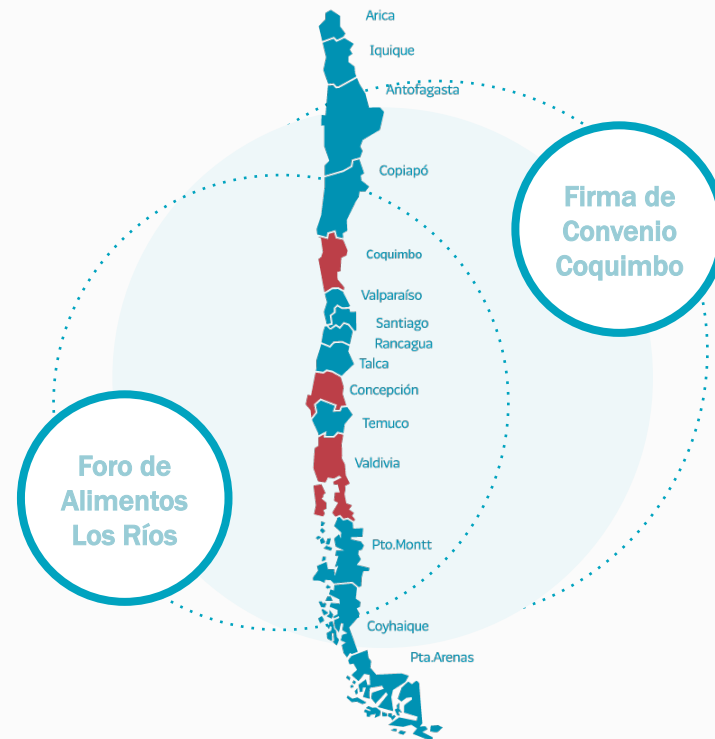 Arica
Iquique
Antofagasta
Copiapó
Firma de
Convenio
Coquimbo
Coquimbo
Valparaíso
Santiago
Rancagua
Talca
Concepción
Temuco
Foro de
Alimentos
Los Ríos
Valdivia
Pto.Montt
Coyhaique
Pta.Arenas